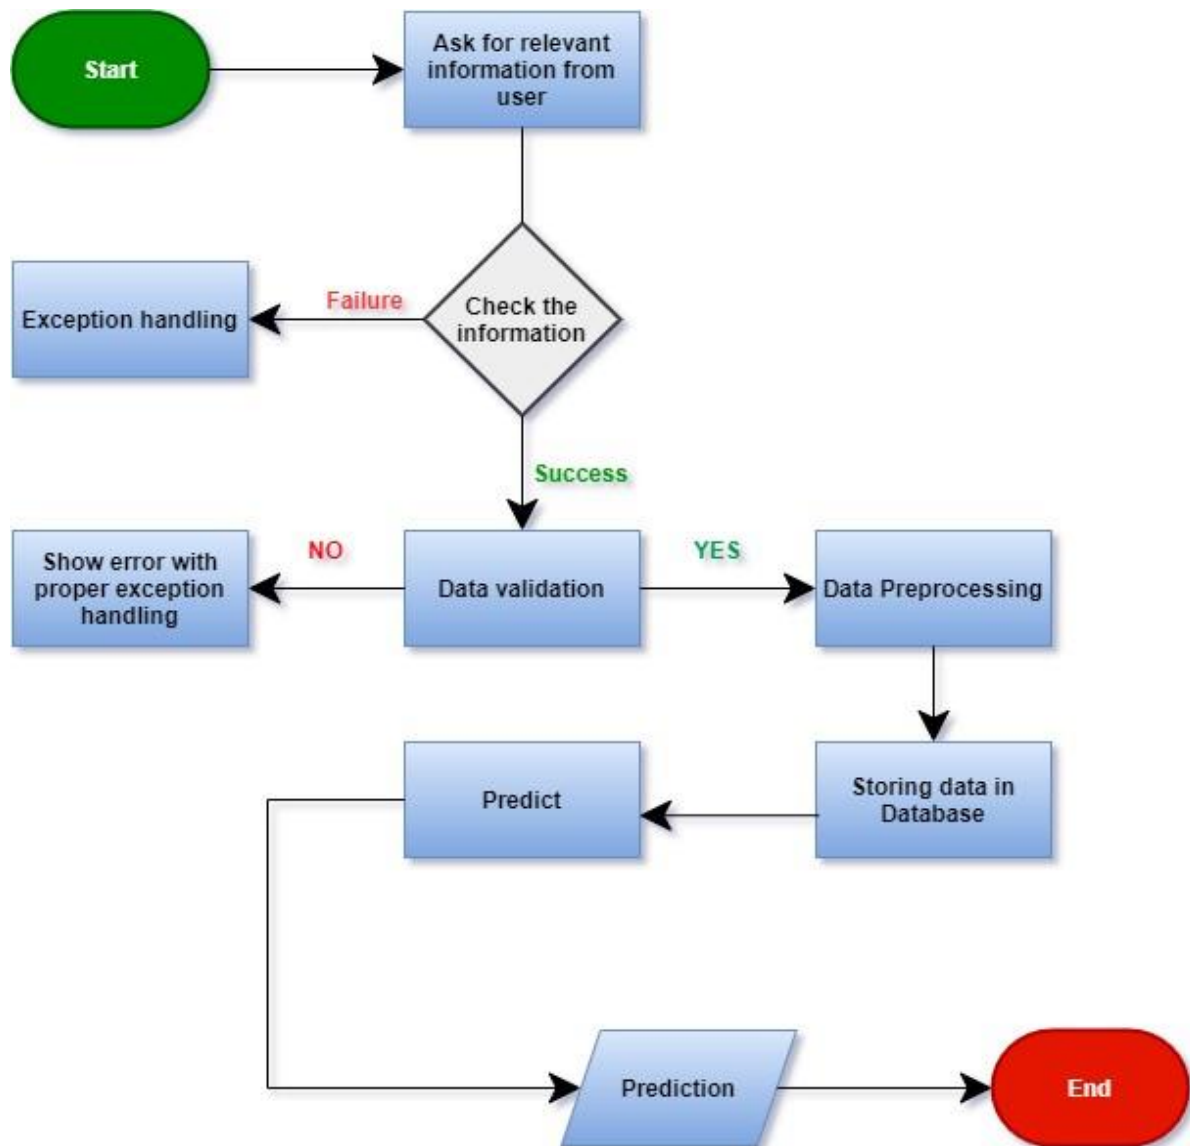 Start
Ask for relevant
information from
user
Failure
Exception handling
Check the
information
Success
NO
YES
Show error with
proper exception
handling
Data validation
Data Preprocessing
Predict
Storing data in
Database
Prediction
End